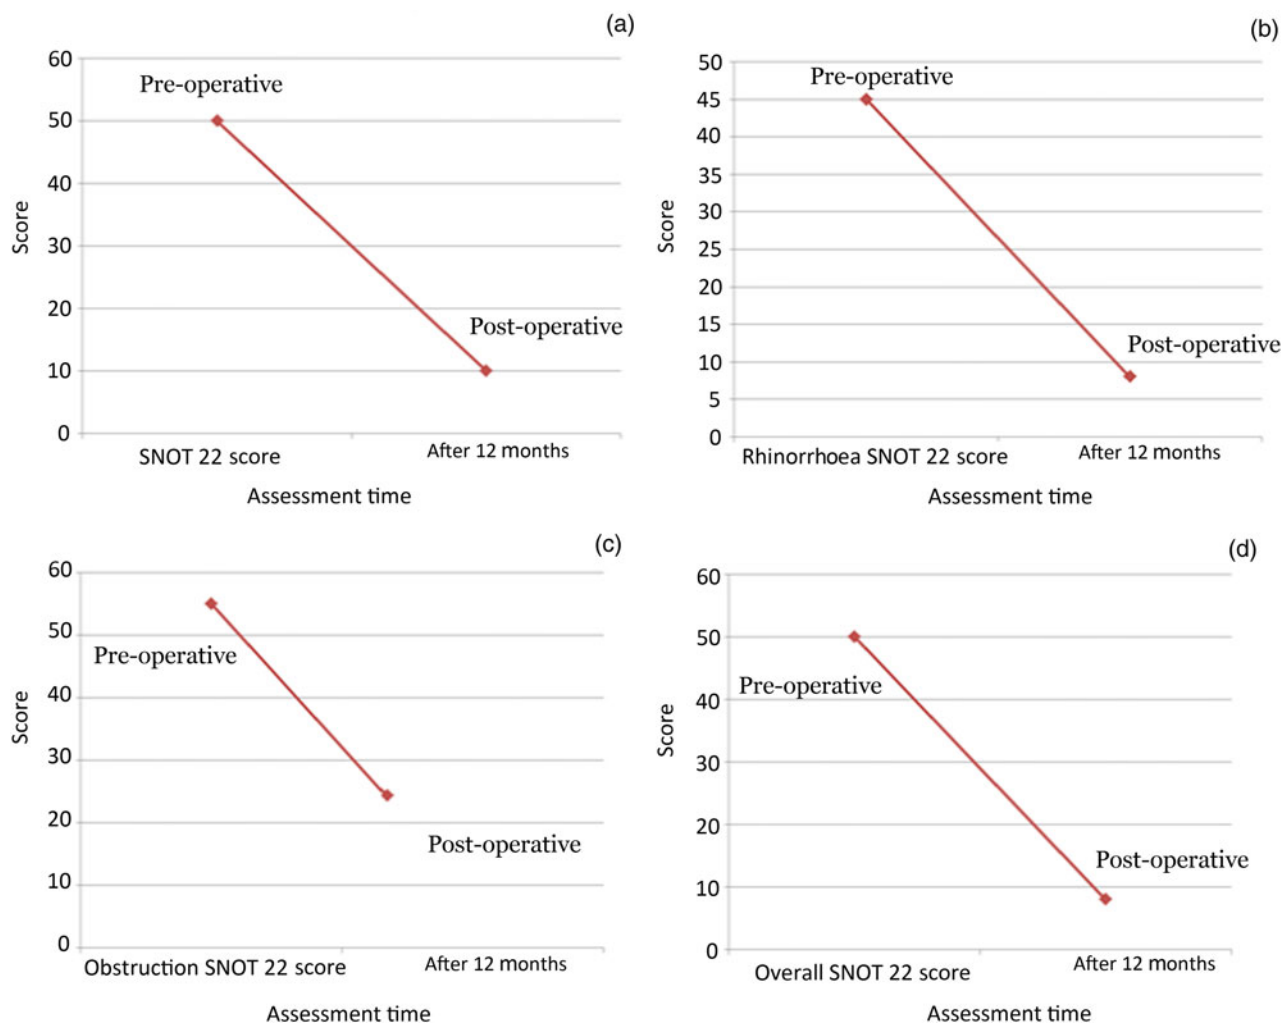 (a)
60
50
40
30
20
10
0
Score
Pre-operative
Post-operative
SNOT 22 score
After 12 months
Assessment time
(b)
50
45
40
35
30
25
20
15
10
5
0
Score
Pre-operative
Post-operative
Rhinorrhoea SNOT 22 score
After 12 months
Assessment time
(c)
60
50
40
30
20
10
0
Score
Pre-operative
Post-operative
Obstruction SNOT 22 score
After 12 months
Assessment time
(d)
60
50
40
30
20
10
0
Score
Pre-operative
Post-operative
Overall SNOT 22 score
After 12 months
Assessment time